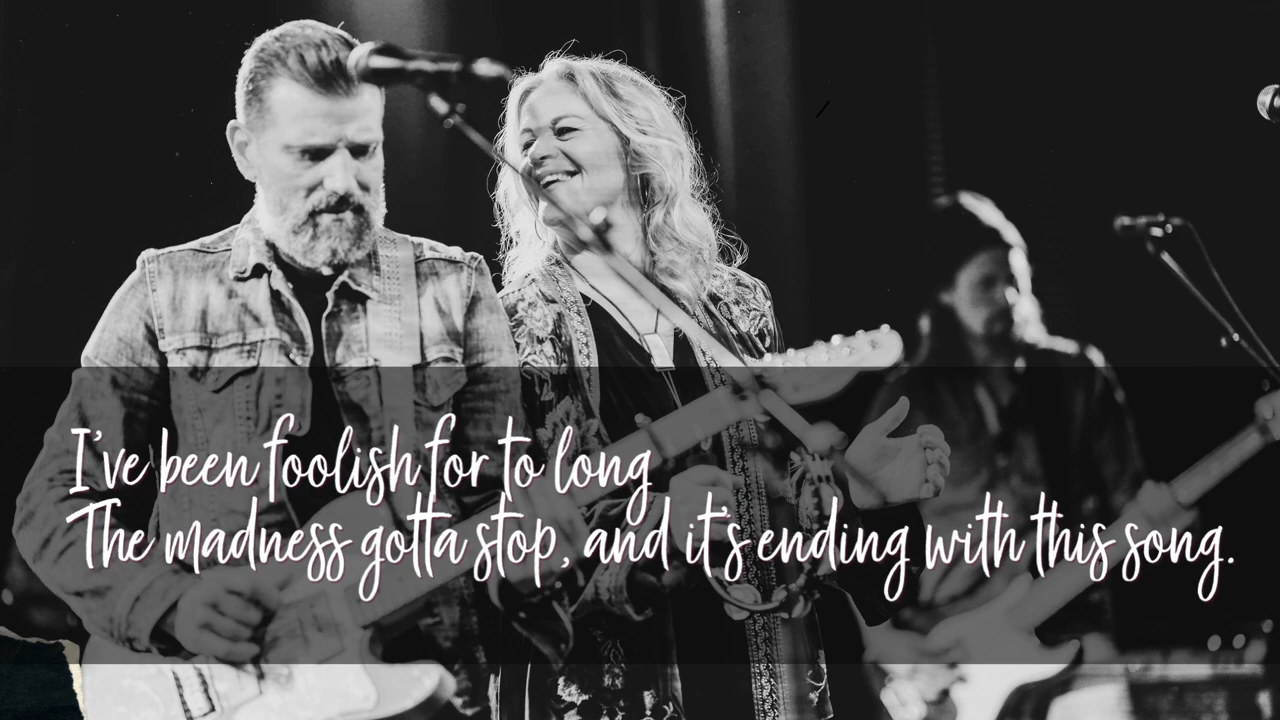 I've been foolish for to long
The madness gotta stop, and it's ending with this song.